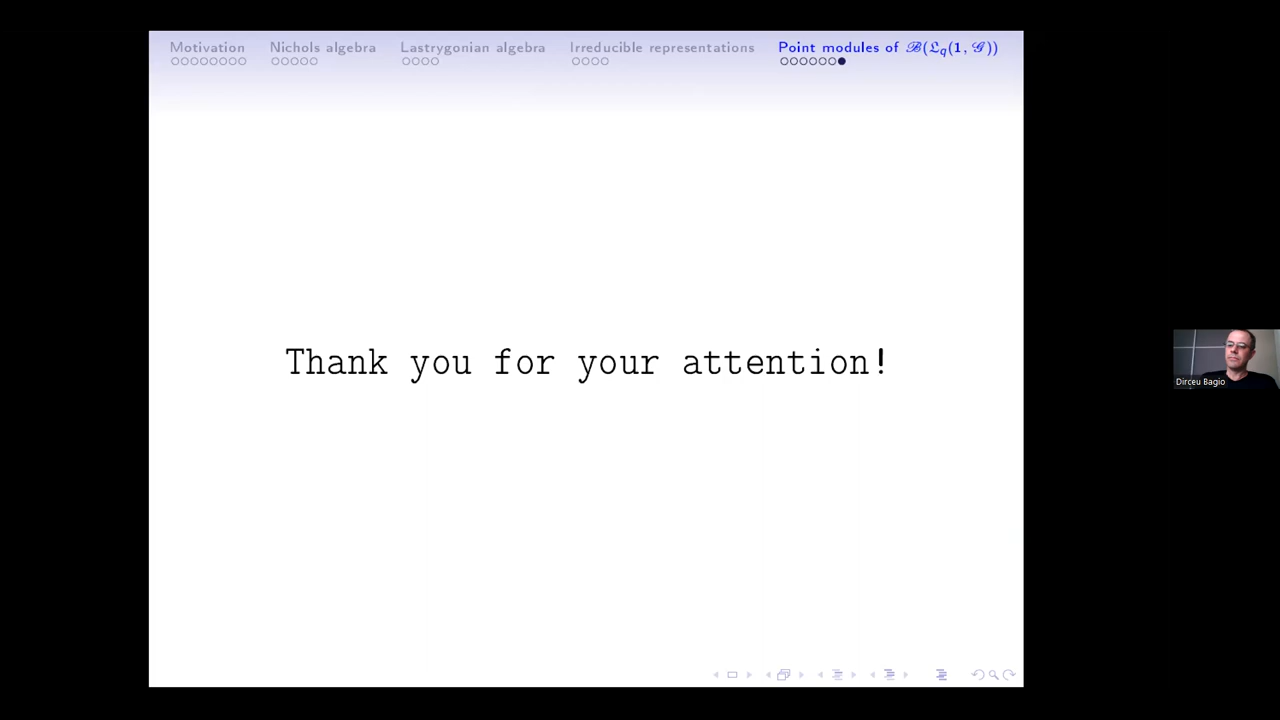 Motivation Nichols algebra Lastrygonian algebra Irreducible representations Point modules of ℬ(𝔏q(1, 𝒢))
Thank you for your attention!
Dirceu Bagio